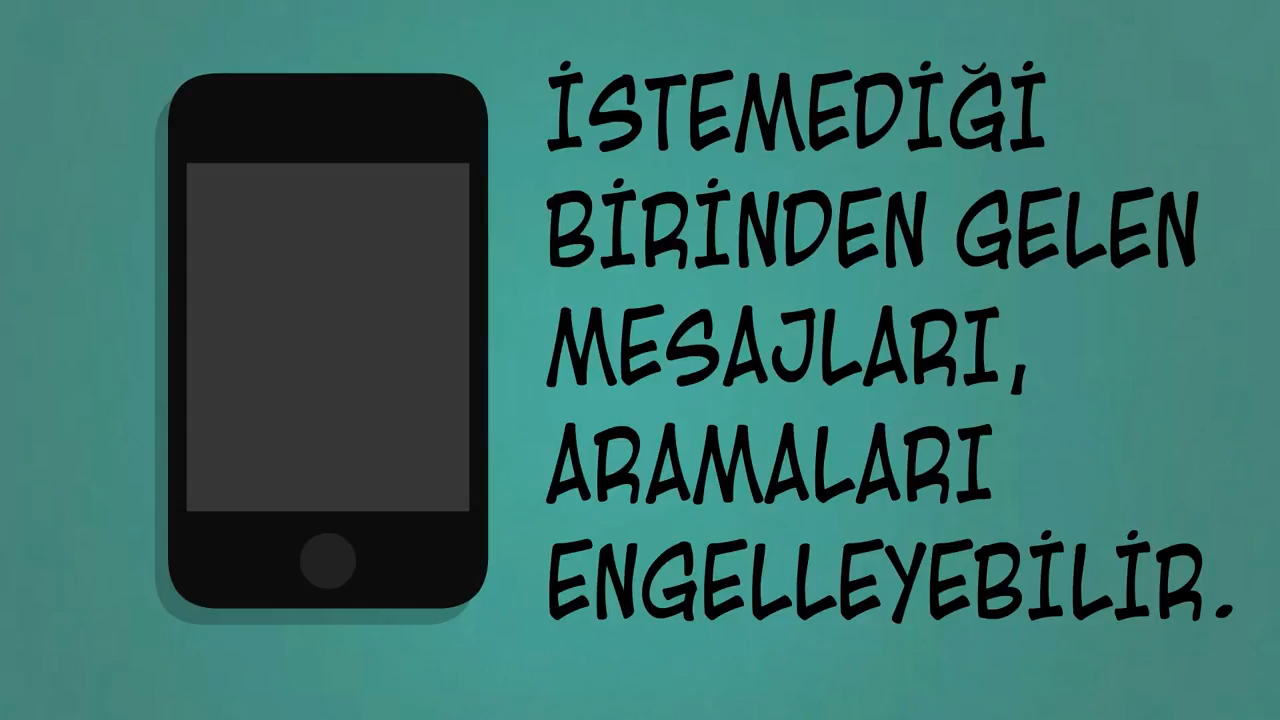 İSTEMEDİĞİ
BİRİNDEN GELEN
MESAJLARI,
ARAMALARI
ENGELLEYEBİLİR.